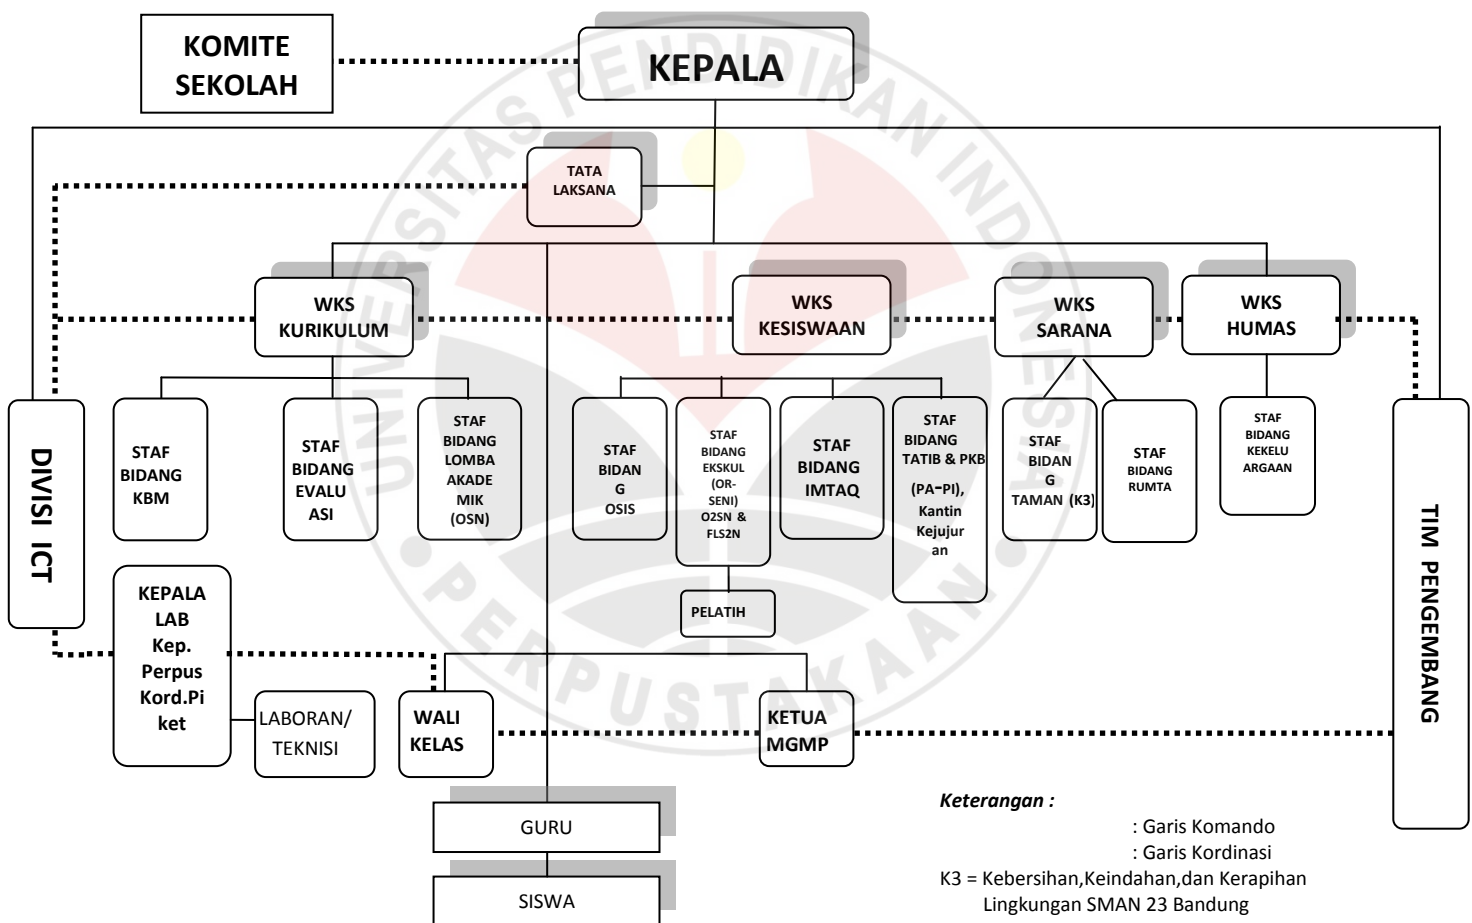 KOMITE
SEKOLAH
KEPALA
TATA
LAKSANA
WKS
KURIKULUM
WKS
KESISWAAN
WKS
SARANA
WKS
HUMAS
DIVISI ICT
STAF
BIDANG
KBM
STAF
BIDANG
EVALU
ASI
STAF
BIDANG
LOMBA
AKADE
MIK
(OSN)
STAF
BIDAN
G
OSIS
STAF
BIDANG
EKSKUL
(OR-
SENI)
O2SN &
FLS2N
STAF
BIDANG
IMTAQ
STAF
BIDANG
TATIB & PKB
(PA-PI),
Kantin
Kejujur
an
STAF
BIDAN
G
TAMAN (K3)
STAF
BIDANG
RUMTA
STAF
BIDANG
KEKELU
ARGAAN
TIM PENGEMBANG
PELATIH
KEPALA
LAB
Kep.
Perpus
Kord.Pi
ket
LABORAN/
TEKNISI
WALI
KELAS
KETUA
MGMP
GURU
SISWA
Keterangan :
: Garis Komando
: Garis Kordinasi
K3 = Kebersihan,Keindahan,dan Kerapihan
Lingkungan SMAN 23 Bandung
UNIVERSITAS PENDIDIKAN INDONESIA
PERPUSTAKAAN